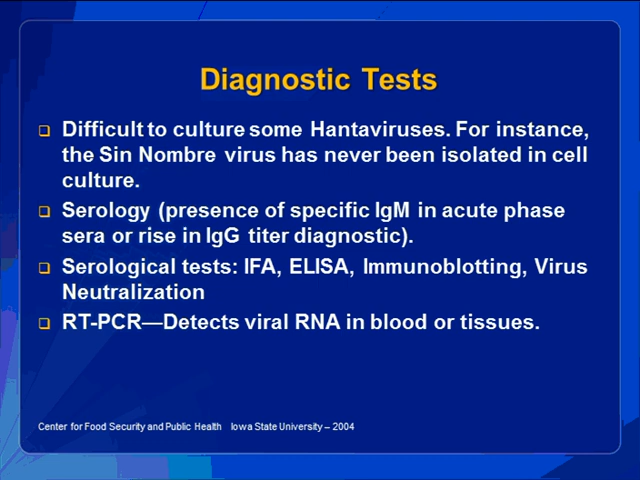 Diagnostic Tests
Difficult to culture some Hantaviruses. For instance,
the Sin Nombre virus has never been isolated in cell
culture.
Serology (presence of specific IgM in acute phase
sera or rise in IgG titer diagnostic).
Serological tests: IFA, ELISA, Immunoblotting, Virus
Neutralization
RT-PCR—Detects viral RNA in blood or tissues.
Center for Food Security and Public Health Iowa State University – 2004